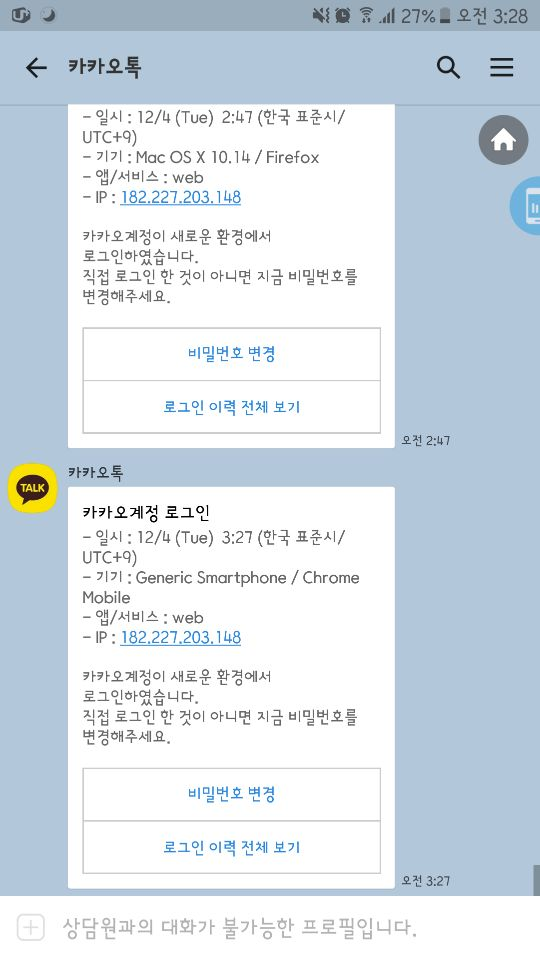 27% 오전 3:28
카카오톡
- 일시 : 12/4 (Tue) 2:47 (한국 표준시/
UTC+9)
- 기기 : Mac OS X 10.14 / Firefox
- 앱/서비스 : web
- IP : 182.227.203.148
카카오계정이 새로운 환경에서
로그인하였습니다.
직접 로그인 한 것이 아니면 지금 비밀번호를
변경해주세요.
비밀번호 변경
로그인 이력 전체 보기
오전 2:47
카카오톡
TALK
카카오계정 로그인
- 일시 : 12/4 (Tue) 3:27 (한국 표준시/
UTC+9)
- 기기 : Generic Smartphone / Chrome
Mobile
- 앱/서비스 : web
- IP : 182.227.203.148
카카오계정이 새로운 환경에서
로그인하였습니다.
직접 로그인 한 것이 아니면 지금 비밀번호를
변경해주세요.
비밀번호 변경
로그인 이력 전체 보기
오전 3:27
상담원과의 대화가 불가능한 프로필입니다.